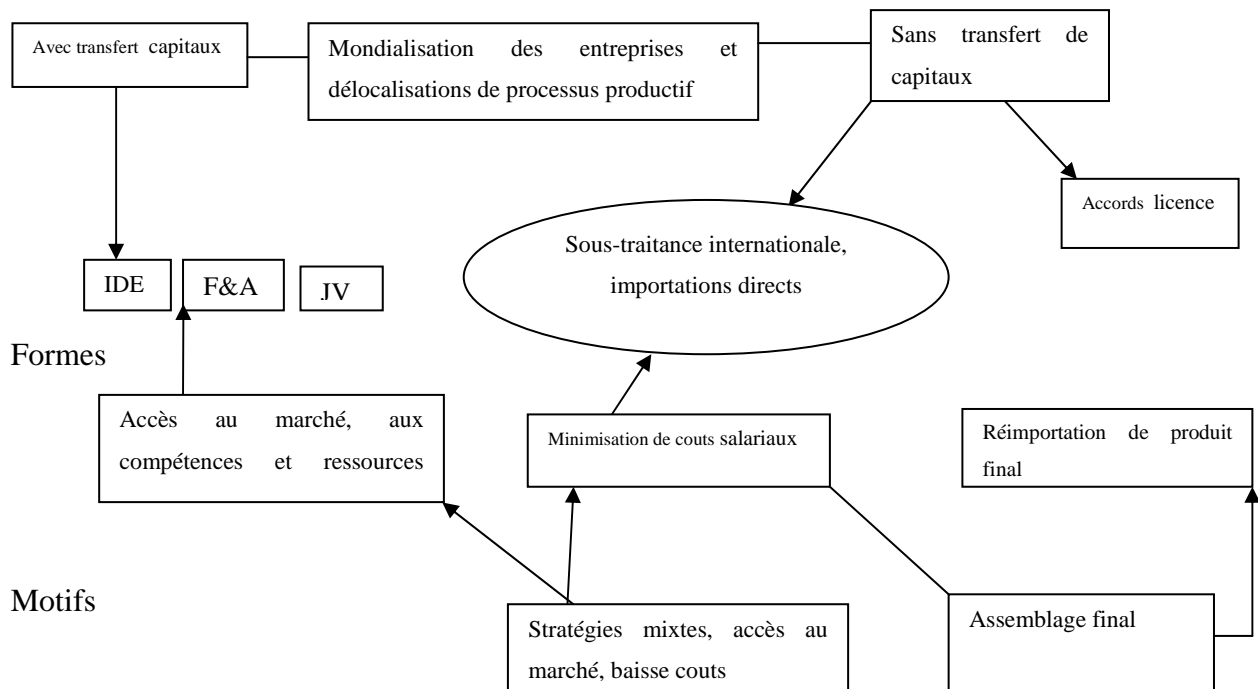 Avec transfert capitaux
Mondialisation des entreprises et
délocalisations de processus productif
Sans transfert de
capitaux
Accords licence
Sous-traitance internationale,
importations directs
IDE
F&A
JV
Formes
Accès au marché, aux
compétences et ressources
Minimisation de couts salariaux
Réimportation de produit
final
Motifs
Stratégies mixtes, accès au
marché, baisse couts
Assemblage final